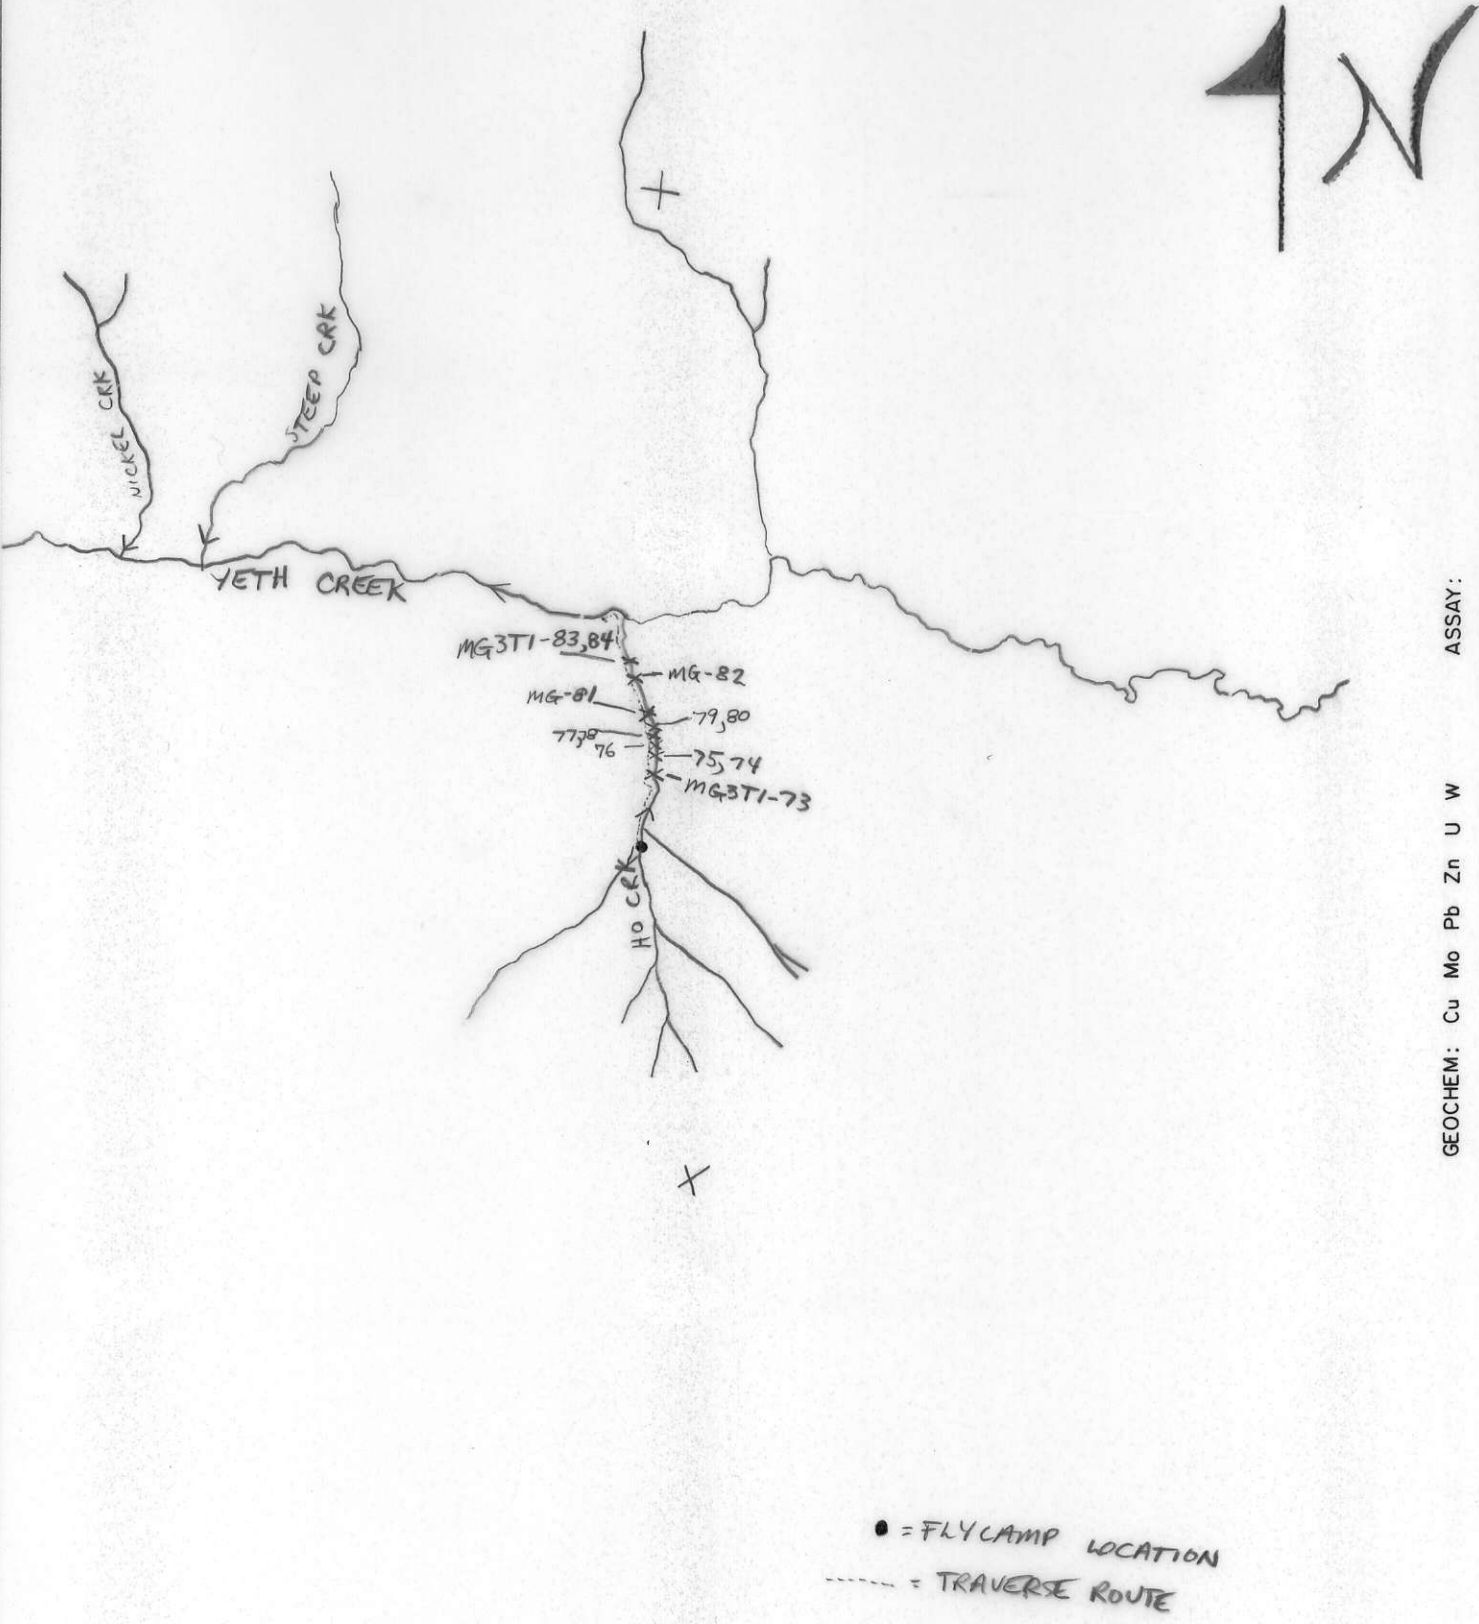 N
STEEP CRK
NICKEL CRK
YETH CREEK
MG3T1-83,84
MG-82
MG-81
79,80
77,78
76
75,74
MG3T1-73
HO CRK
GEOCHEM: Cu Mo Pb Zn U W ASSAY:
= FLYCAMP LOCATION
= TRAVERSE ROUTE